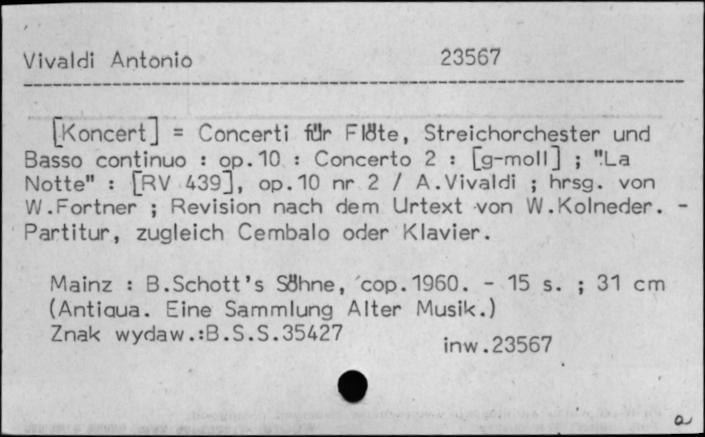 Vivaldi Antonio 23567
[Koncert] = Concerti für Flöte, Streichorchester und
Basso continuo : op.10 : Concerto 2 : [g-moll] ; "La
Notte" : [RV 439], op.10 nr 2 / A.Vivaldi ; hrsg. von
W.Fortner ; Revision nach dem Urtext von W.Kolneder. -
Partitur, zugleich Cembalo oder Klavier.
Mainz : B.Schott's Söhne, cop.1960. - 15 s. ; 31 cm
(Antiqua. Eine Sammlung Alter Musik.)
Znak wydaw.:B.S.S.35427
inw.23567
a